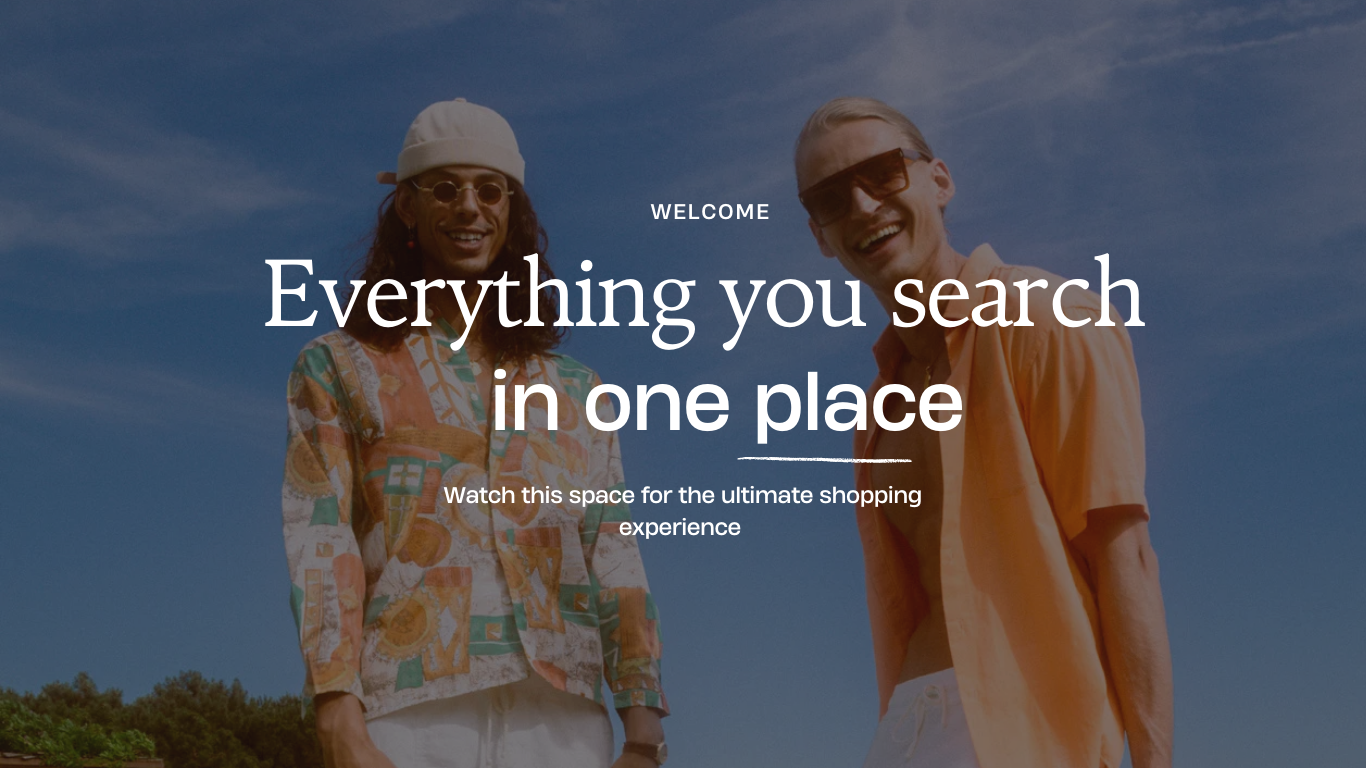 WELCOME
Everything you search
in one place
Watch this space for the ultimate shopping
experience